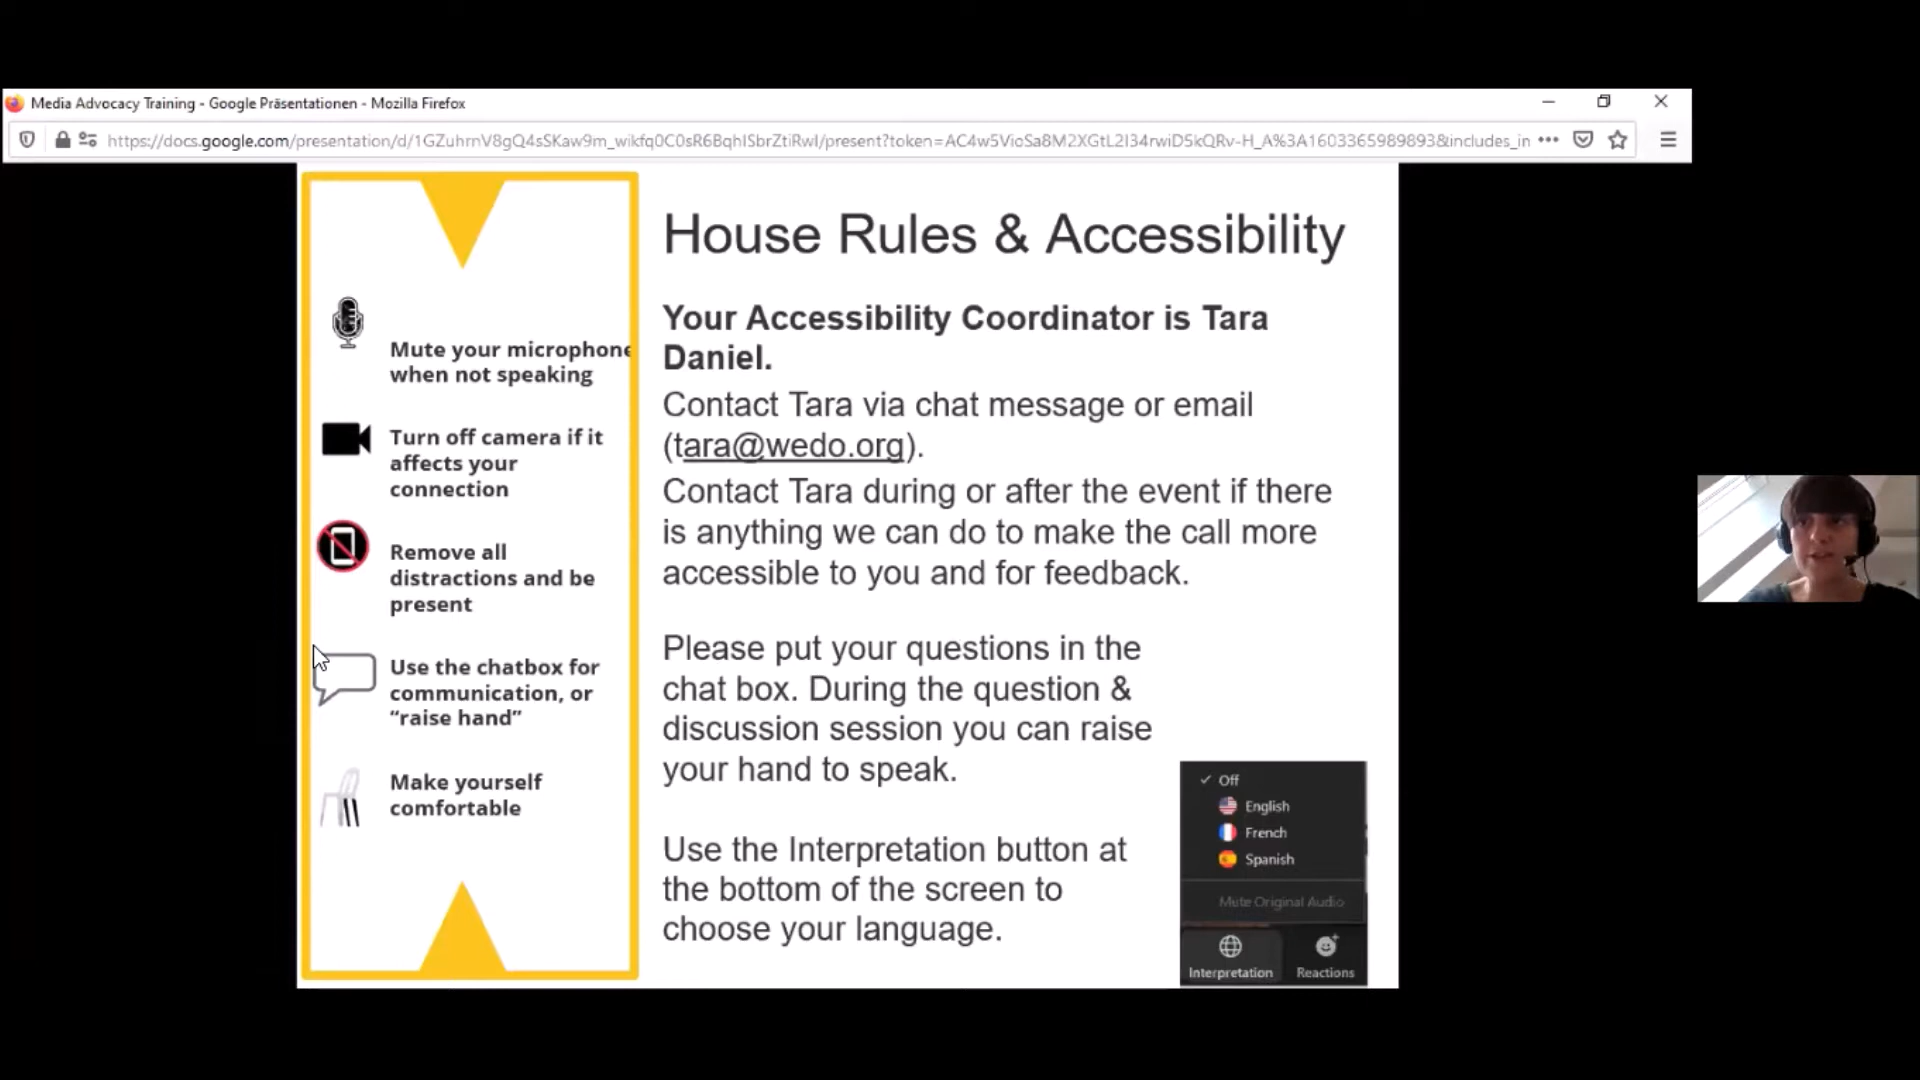 Media Advocacy Training - Google Präsentationen - Mozilla Firefox
https://docs.google.com/presentation/d/1GZuhrnV8gQ4sSKaw9m_wikfq0C0sR6BqhISbrZtiRwI/present?token=AC4w5VioSa8M2XGtL2I34rwiD5kQRv-H_A%3A1603365989893&includes_in
House Rules & Accessibility
Mute your microphone
when not speaking
Turn off camera if it
affects your
connection
Remove all
distractions and be
present
Use the chatbox for
communication, or
“raise hand”
Make yourself
comfortable
Your Accessibility Coordinator is Tara
Daniel.
Contact Tara via chat message or email
(tara@wedo.org).
Contact Tara during or after the event if there
is anything we can do to make the call more
accessible to you and for feedback.
Please put your questions in the
chat box. During the question &
discussion session you can raise
your hand to speak.
Use the Interpretation button at
the bottom of the screen to
choose your language.
Off
English
French
Spanish
Mute Original Audio
Interpretation
Reactions